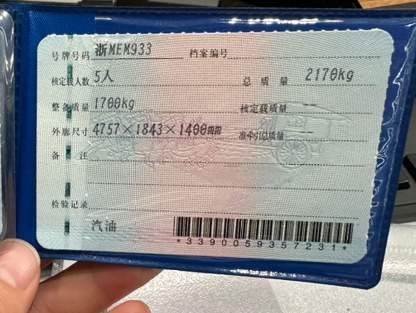 号牌号码 浙MEM933 档案编号
核定载人数 5人 总质量 2170kg
整备质量 1700kg 核定载质量 --
外廓尺寸 4757×1843×1400mm 准牵引总质量 --
备注
检验记录
汽油
*3390059357231*